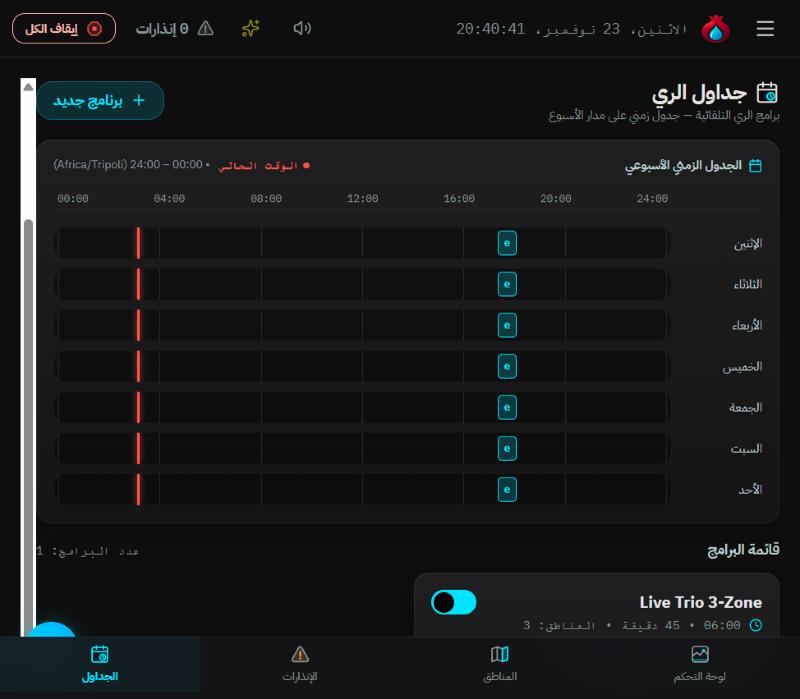 الاثنين، 23 نوفمبر، 20:40:41
0 إنذارات
إيقاف الكل
جداول الري
برنامج جديد
برامج الري التلقائية — جدول زمني على مدار الأسبوع
الجدول الزمني الأسبوعي
الوقت الحالي • 00:00 – 24:00 (Africa/Tripoli)
00:00 04:00 08:00 12:00 16:00 20:00 24:00
الإثنين e
الثلاثاء e
الأربعاء e
الخميس e
الجمعة e
السبت e
الأحد e
قائمة البرامج
عدد البرامج: 1
Live Trio 3-Zone
06:00 • 45 دقيقة • المناطق: 3
لوحة التحكم
المناطق
الإنذارات
الجداول